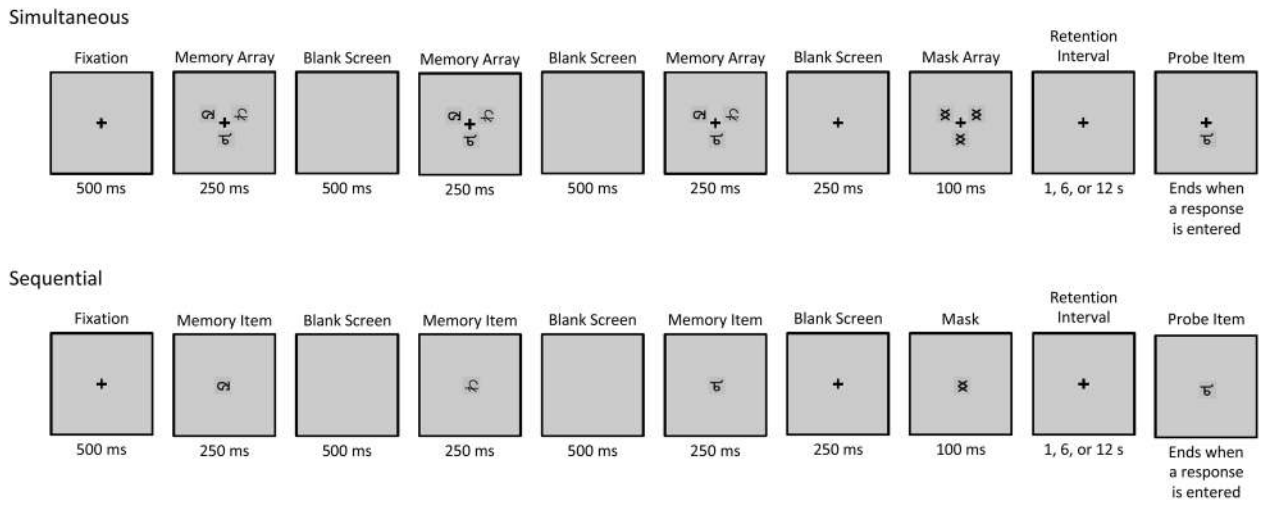 Simultaneous
Fixation
Memory Array
Blank Screen
Memory Array
Blank Screen
Memory Array
Blank Screen
Mask Array
Retention
Interval
Probe Item
500 ms
250 ms
500 ms
250 ms
500 ms
250 ms
250 ms
100 ms
1, 6, or 12 s
Ends when
a response
is entered
Sequential
Fixation
Memory Item
Blank Screen
Memory Item
Blank Screen
Memory Item
Blank Screen
Mask
Retention
Interval
Probe Item
500 ms
250 ms
500 ms
250 ms
500 ms
250 ms
250 ms
100 ms
1, 6, or 12 s
Ends when
a response
is entered